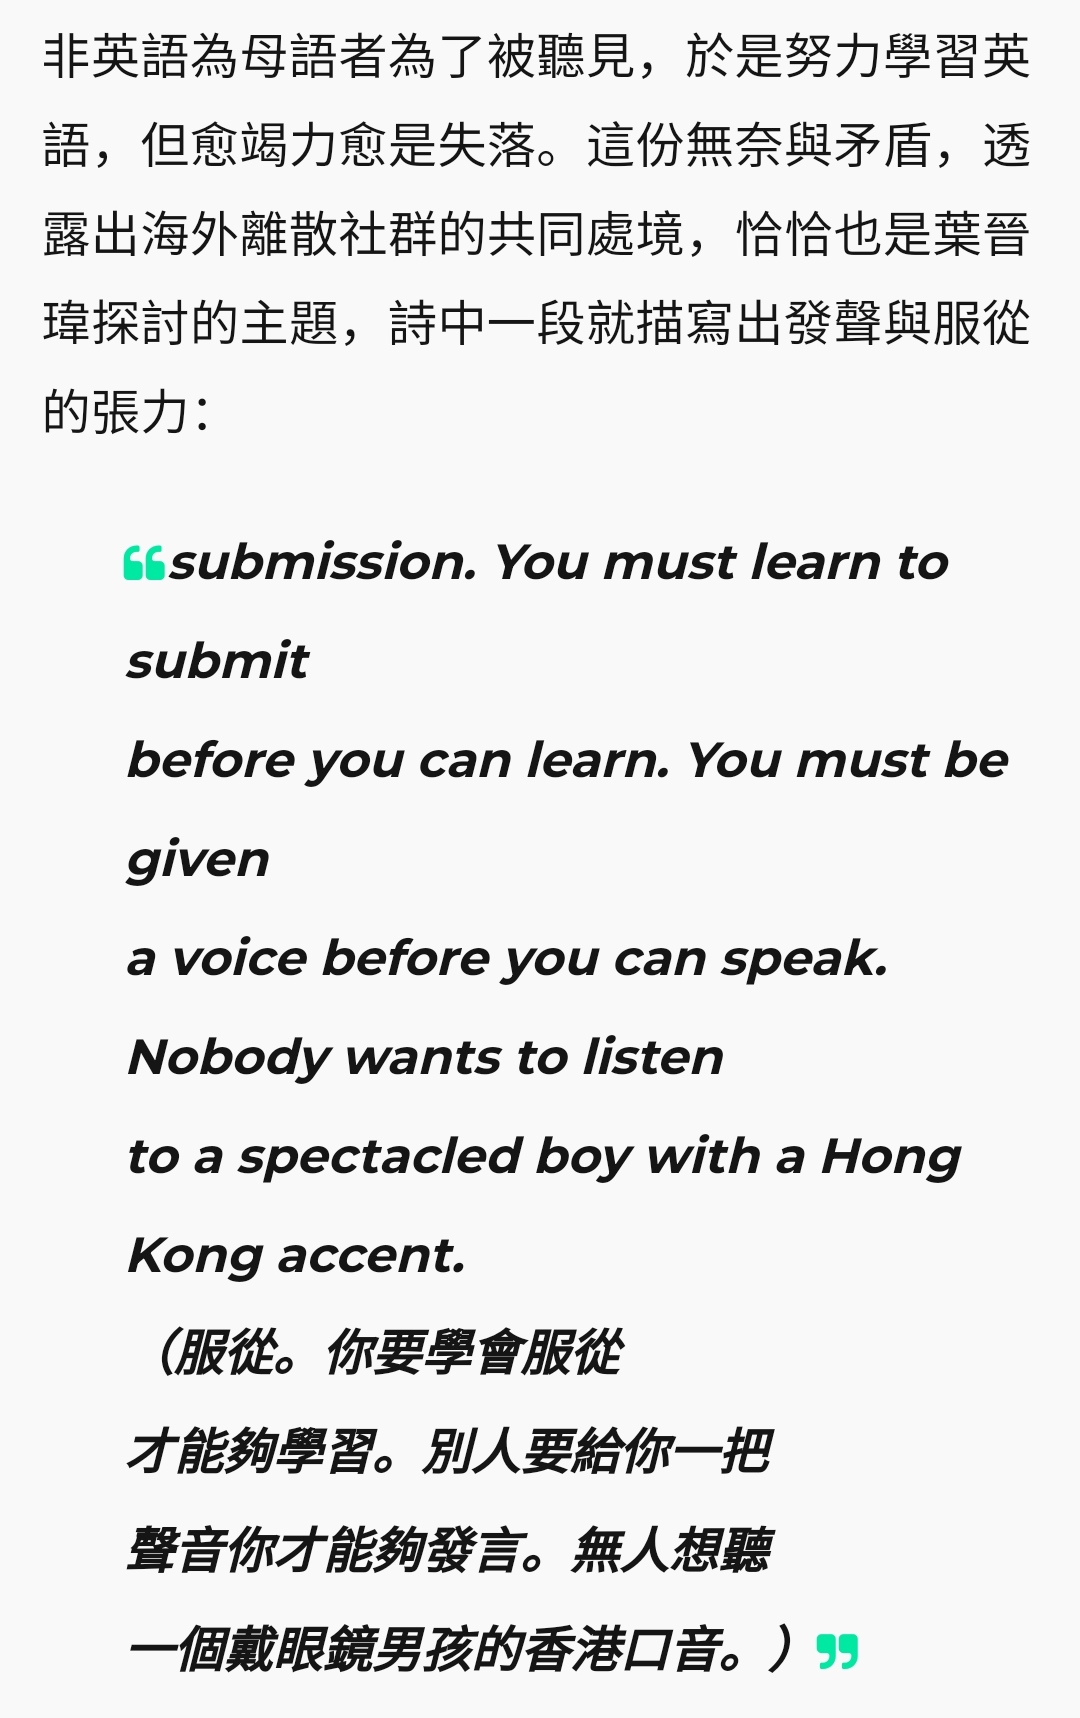 非英語為母語者為了被聽見，於是努力學習英
語，但愈竭力愈是失落。這份無奈與矛盾，透
露出海外離散社群的共同處境，恰恰也是葉晉
瑋探討的主題，詩中一段就描寫出發聲與服從
的張力：
“submission. You must learn to
submit
before you can learn. You must be
given
a voice before you can speak.
Nobody wants to listen
to a spectacled boy with a Hong
Kong accent.
（服從。你要學會服從
才能夠學習。別人要給你一把
聲音你才能夠發言。無人想聽
一個戴眼鏡男孩的香港口音。）”